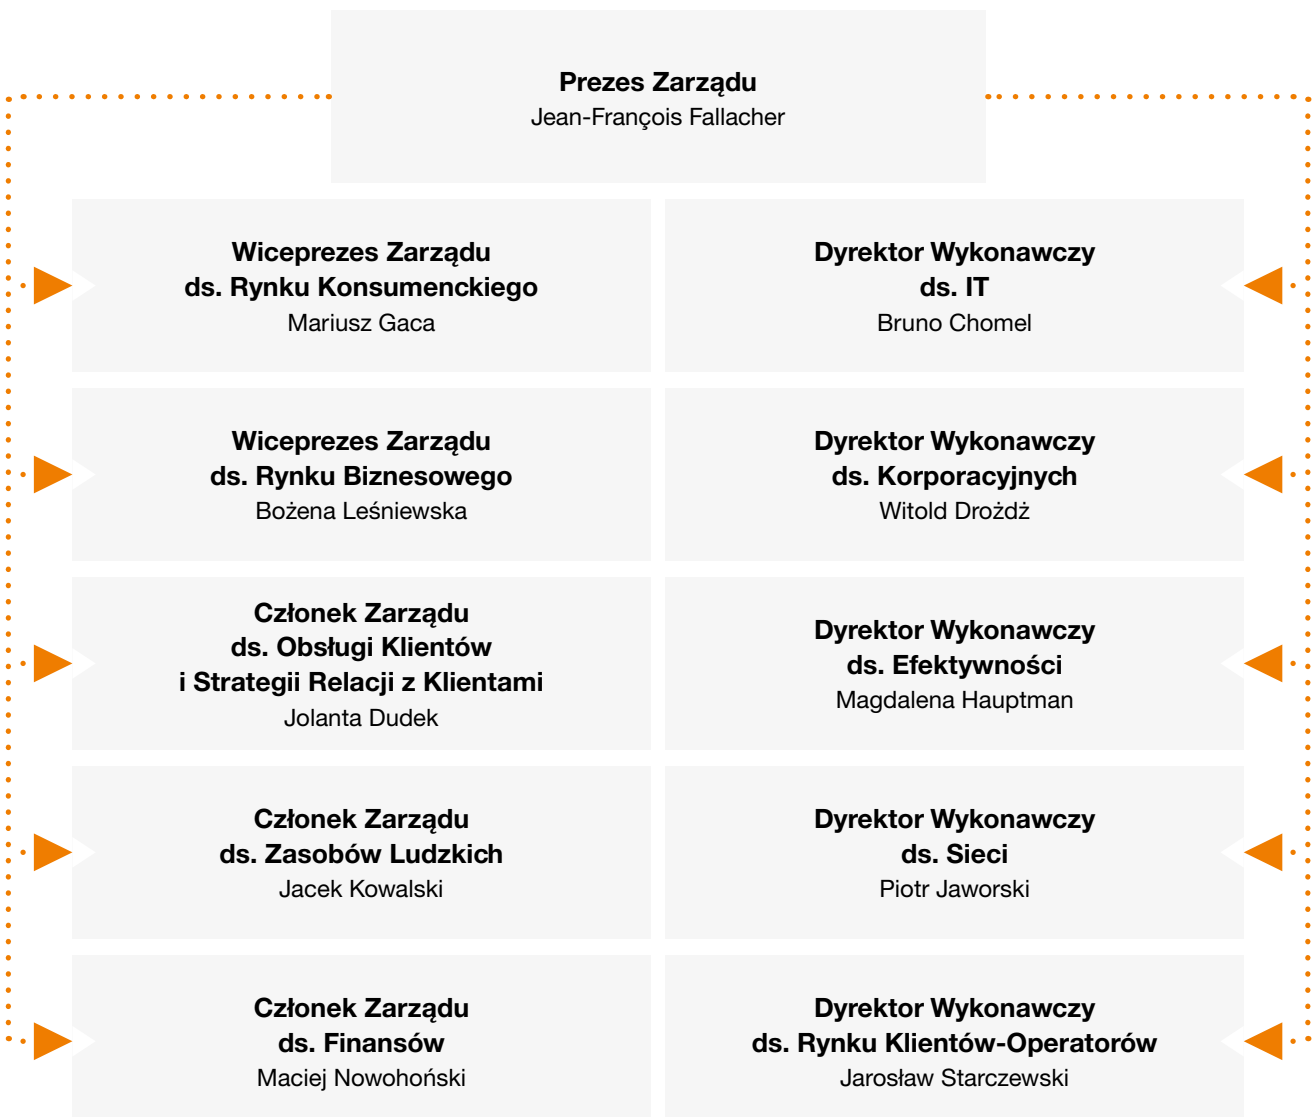 Prezes Zarządu
Jean-François Fallacher
Wiceprezes Zarządu
ds. Rynku Konsumenckiego
Mariusz Gaca
Dyrektor Wykonawczy
ds. IT
Bruno Chomel
Wiceprezes Zarządu
ds. Rynku Biznesowego
Bożena Leśniewska
Dyrektor Wykonawczy
ds. Korporacyjnych
Witold Drożdż
Członek Zarządu
ds. Obsługi Klientów
i Strategii Relacji z Klientami
Jolanta Dudek
Dyrektor Wykonawczy
ds. Efektywności
Magdalena Hauptman
Członek Zarządu
ds. Zasobów Ludzkich
Jacek Kowalski
Dyrektor Wykonawczy
ds. Sieci
Piotr Jaworski
Członek Zarządu
ds. Finansów
Maciej Nowohoński
Dyrektor Wykonawczy
ds. Rynku Klientów-Operatorów
Jarosław Starczewski